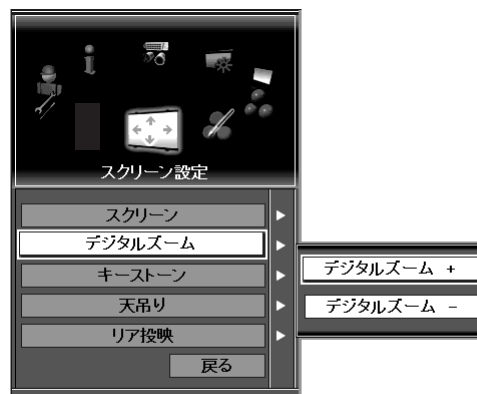 スクリーン設定
スクリーン
デジタルズーム
キーストーン
天吊り
リア投映
戻る
デジタルズーム +
デジタルズーム −